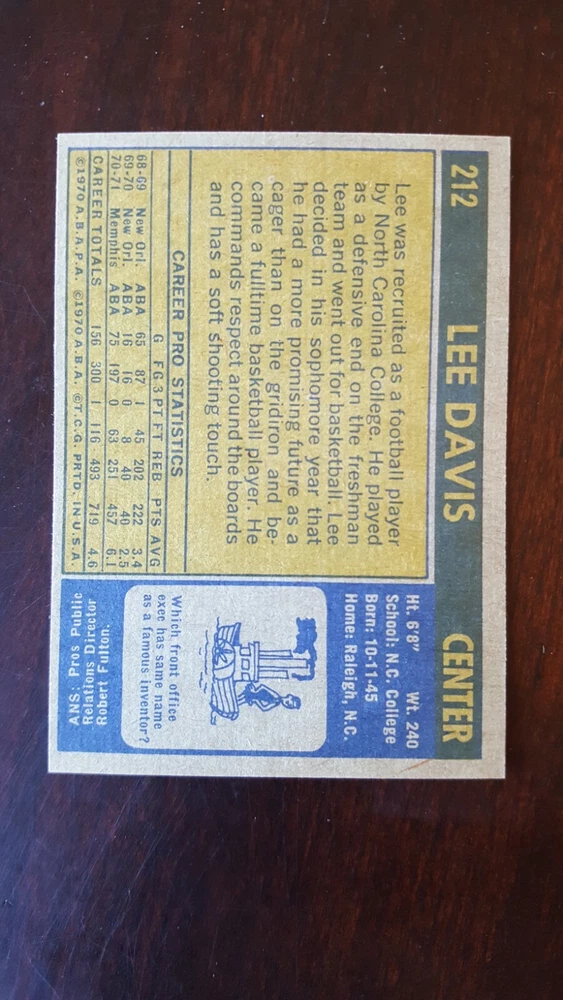 212 LEE DAVIS CENTER
Lee was recruited as a football player
by North Carolina College. He played
as a defensive end on the freshman
team and went out for basketball. Lee
decided in his sophomore year that
he had a more promising future as a
cager than on the gridiron and be-
came a fulltime basketball player. He
commands respect around the boards
and has a soft shooting touch.
CAREER PRO STATISTICS
G FG 3 PT FT REB PTS AVG
68-69 New Orl. ABA 65 87 1 45 202 222 3.4
69-70 New Orl. ABA 16 16 0 8 40 40 2.5
70-71 Memphis ABA 75 197 0 63 251 457 6.1
CAREER TOTALS 156 300 1 116 493 719 4.6
©1970 A.B.A.P.A. ©1970 A.B.A. ©T.C.G. PRTD. IN U.S.A.
Ht. 6'8" Wt. 240
School: N.C. College
Born: 10-11-45
Home: Raleigh, N.C.
Which front office
exec has same name
as a famous inventor?
ANS: Pros Public
Relations Director
Robert Fulton.